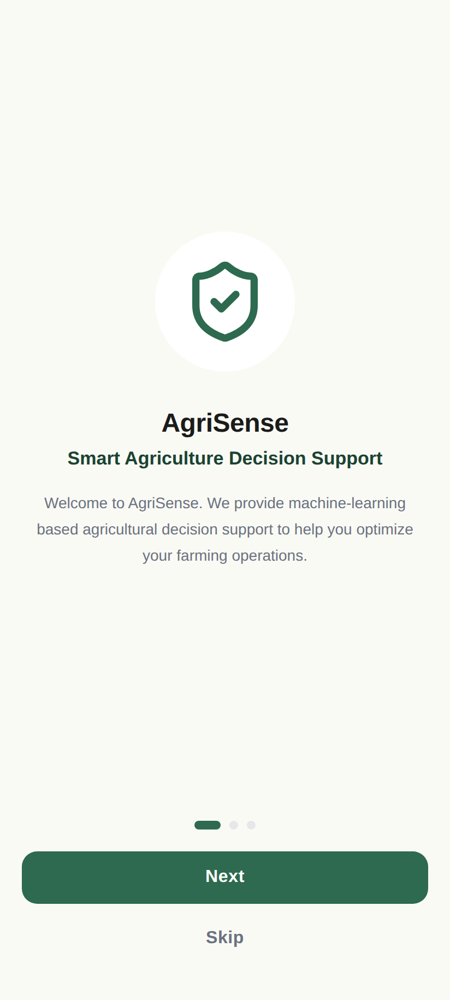 AgriSense
Smart Agriculture Decision Support
Welcome to AgriSense. We provide machine-learning
based agricultural decision support to help you optimize
your farming operations.
Next
Skip